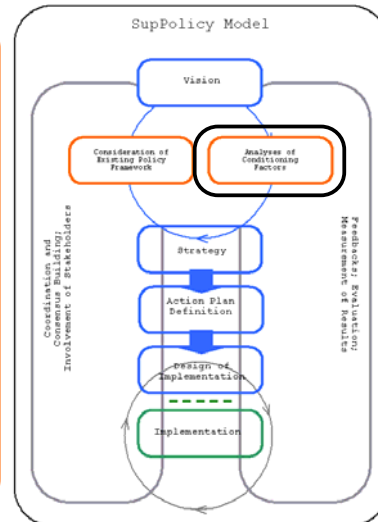 SupPolicy Model
Vision
Consideration of
Existing Policy
Framework
Analyses of
Conditioning
Factors
Coordination and
Consensus Building;
Involvement of Stakeholders
Feedbacks; Evaluation;
Measurement of Results
Strategy
Action Plan
Definition
Design of
Implementation
Implementation